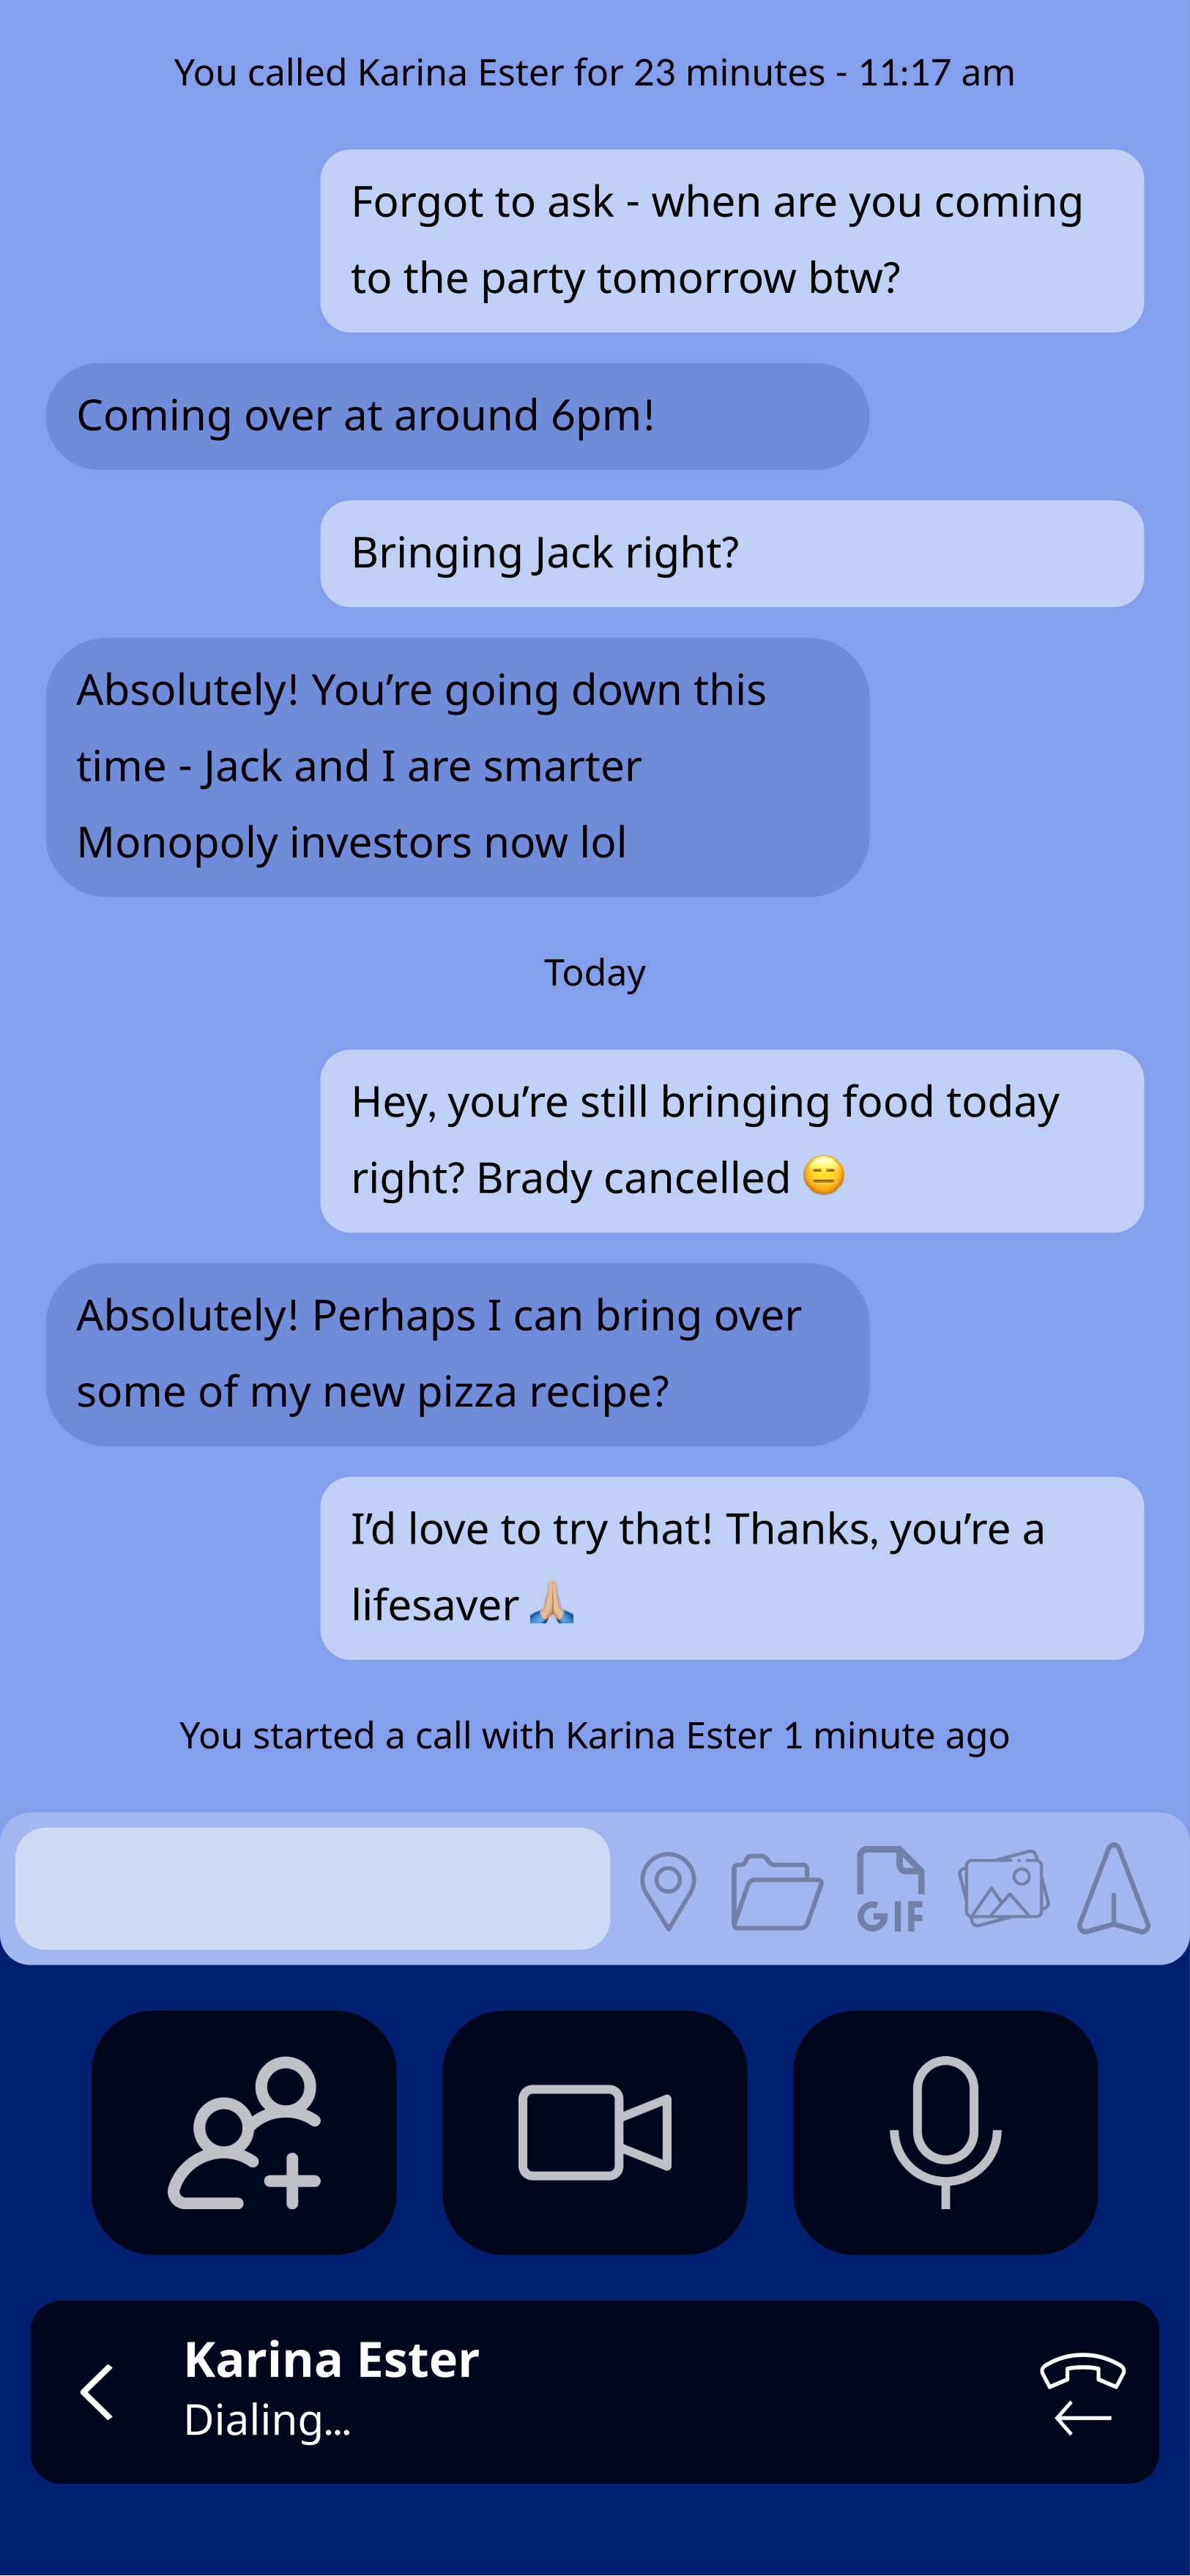 You called Karina Ester for 23 minutes - 11:17 am
Forgot to ask - when are you coming
to the party tomorrow btw?
Coming over at around 6pm!
Bringing Jack right?
Absolutely! You’re going down this
time - Jack and I are smarter
Monopoly investors now lol
Today
Hey, you’re still bringing food today
right? Brady cancelled 😑
Absolutely! Perhaps I can bring over
some of my new pizza recipe?
I’d love to try that! Thanks, you’re a
lifesaver 🙏🏼
You started a call with Karina Ester 1 minute ago
GIF
Karina Ester
Dialing...